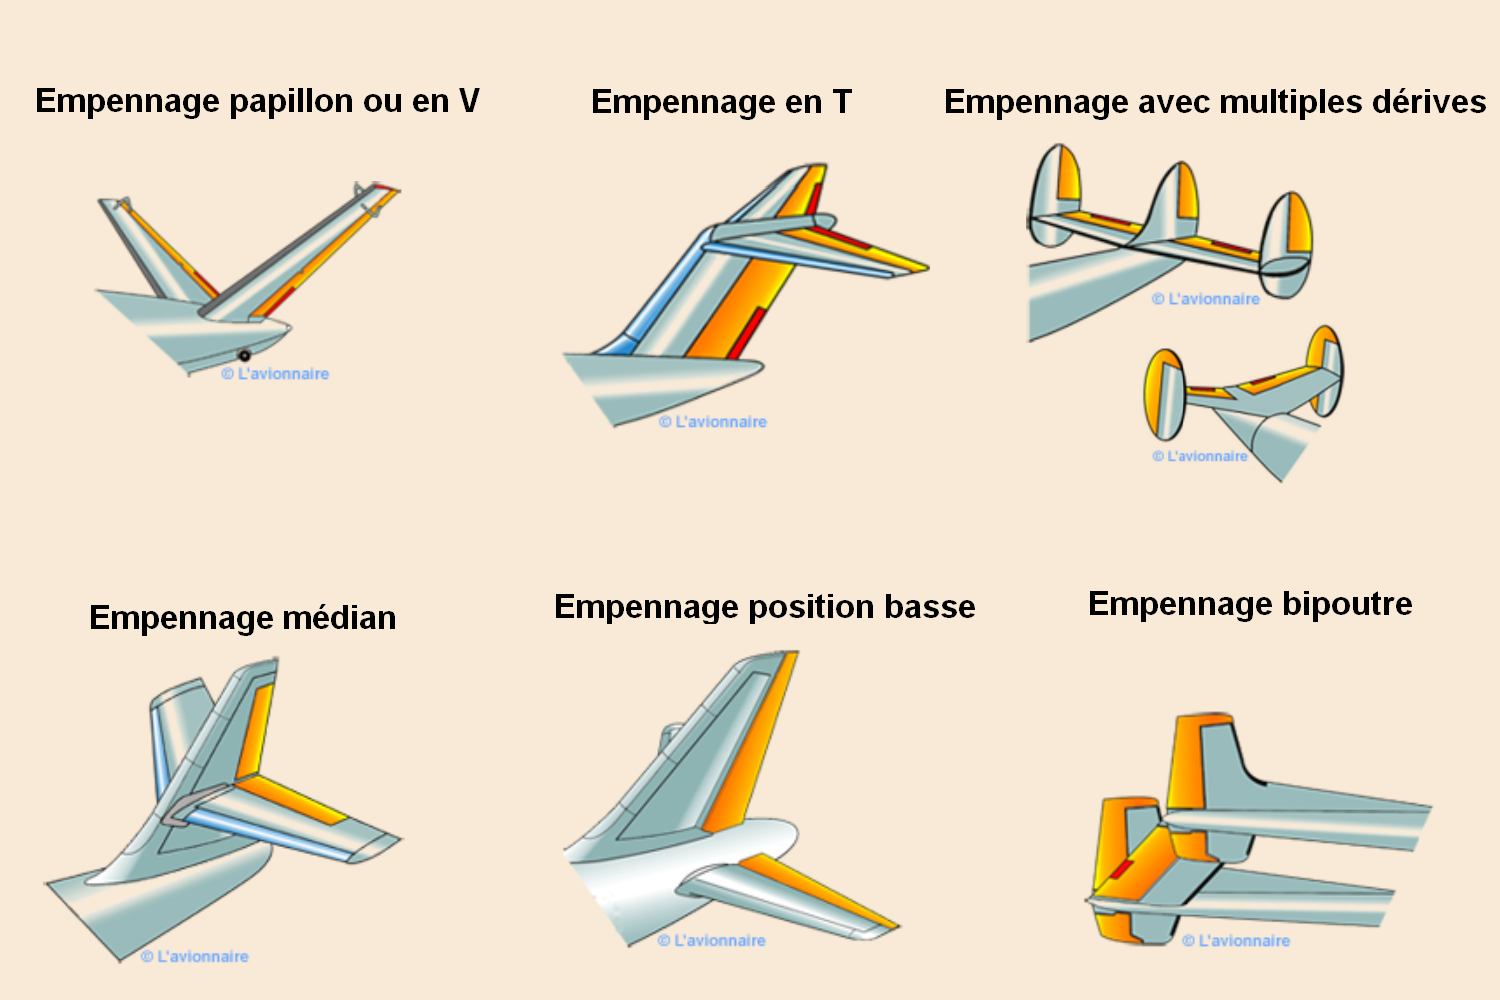 Empennage papillon ou en V
Empennage en T
Empennage avec multiples dérives
© L'avionnaire
© L'avionnaire
© L'avionnaire
© L'avionnaire
Empennage médian
Empennage position basse
Empennage bipoutre
© L'avionnaire
© L'avionnaire
© L'avionnaire